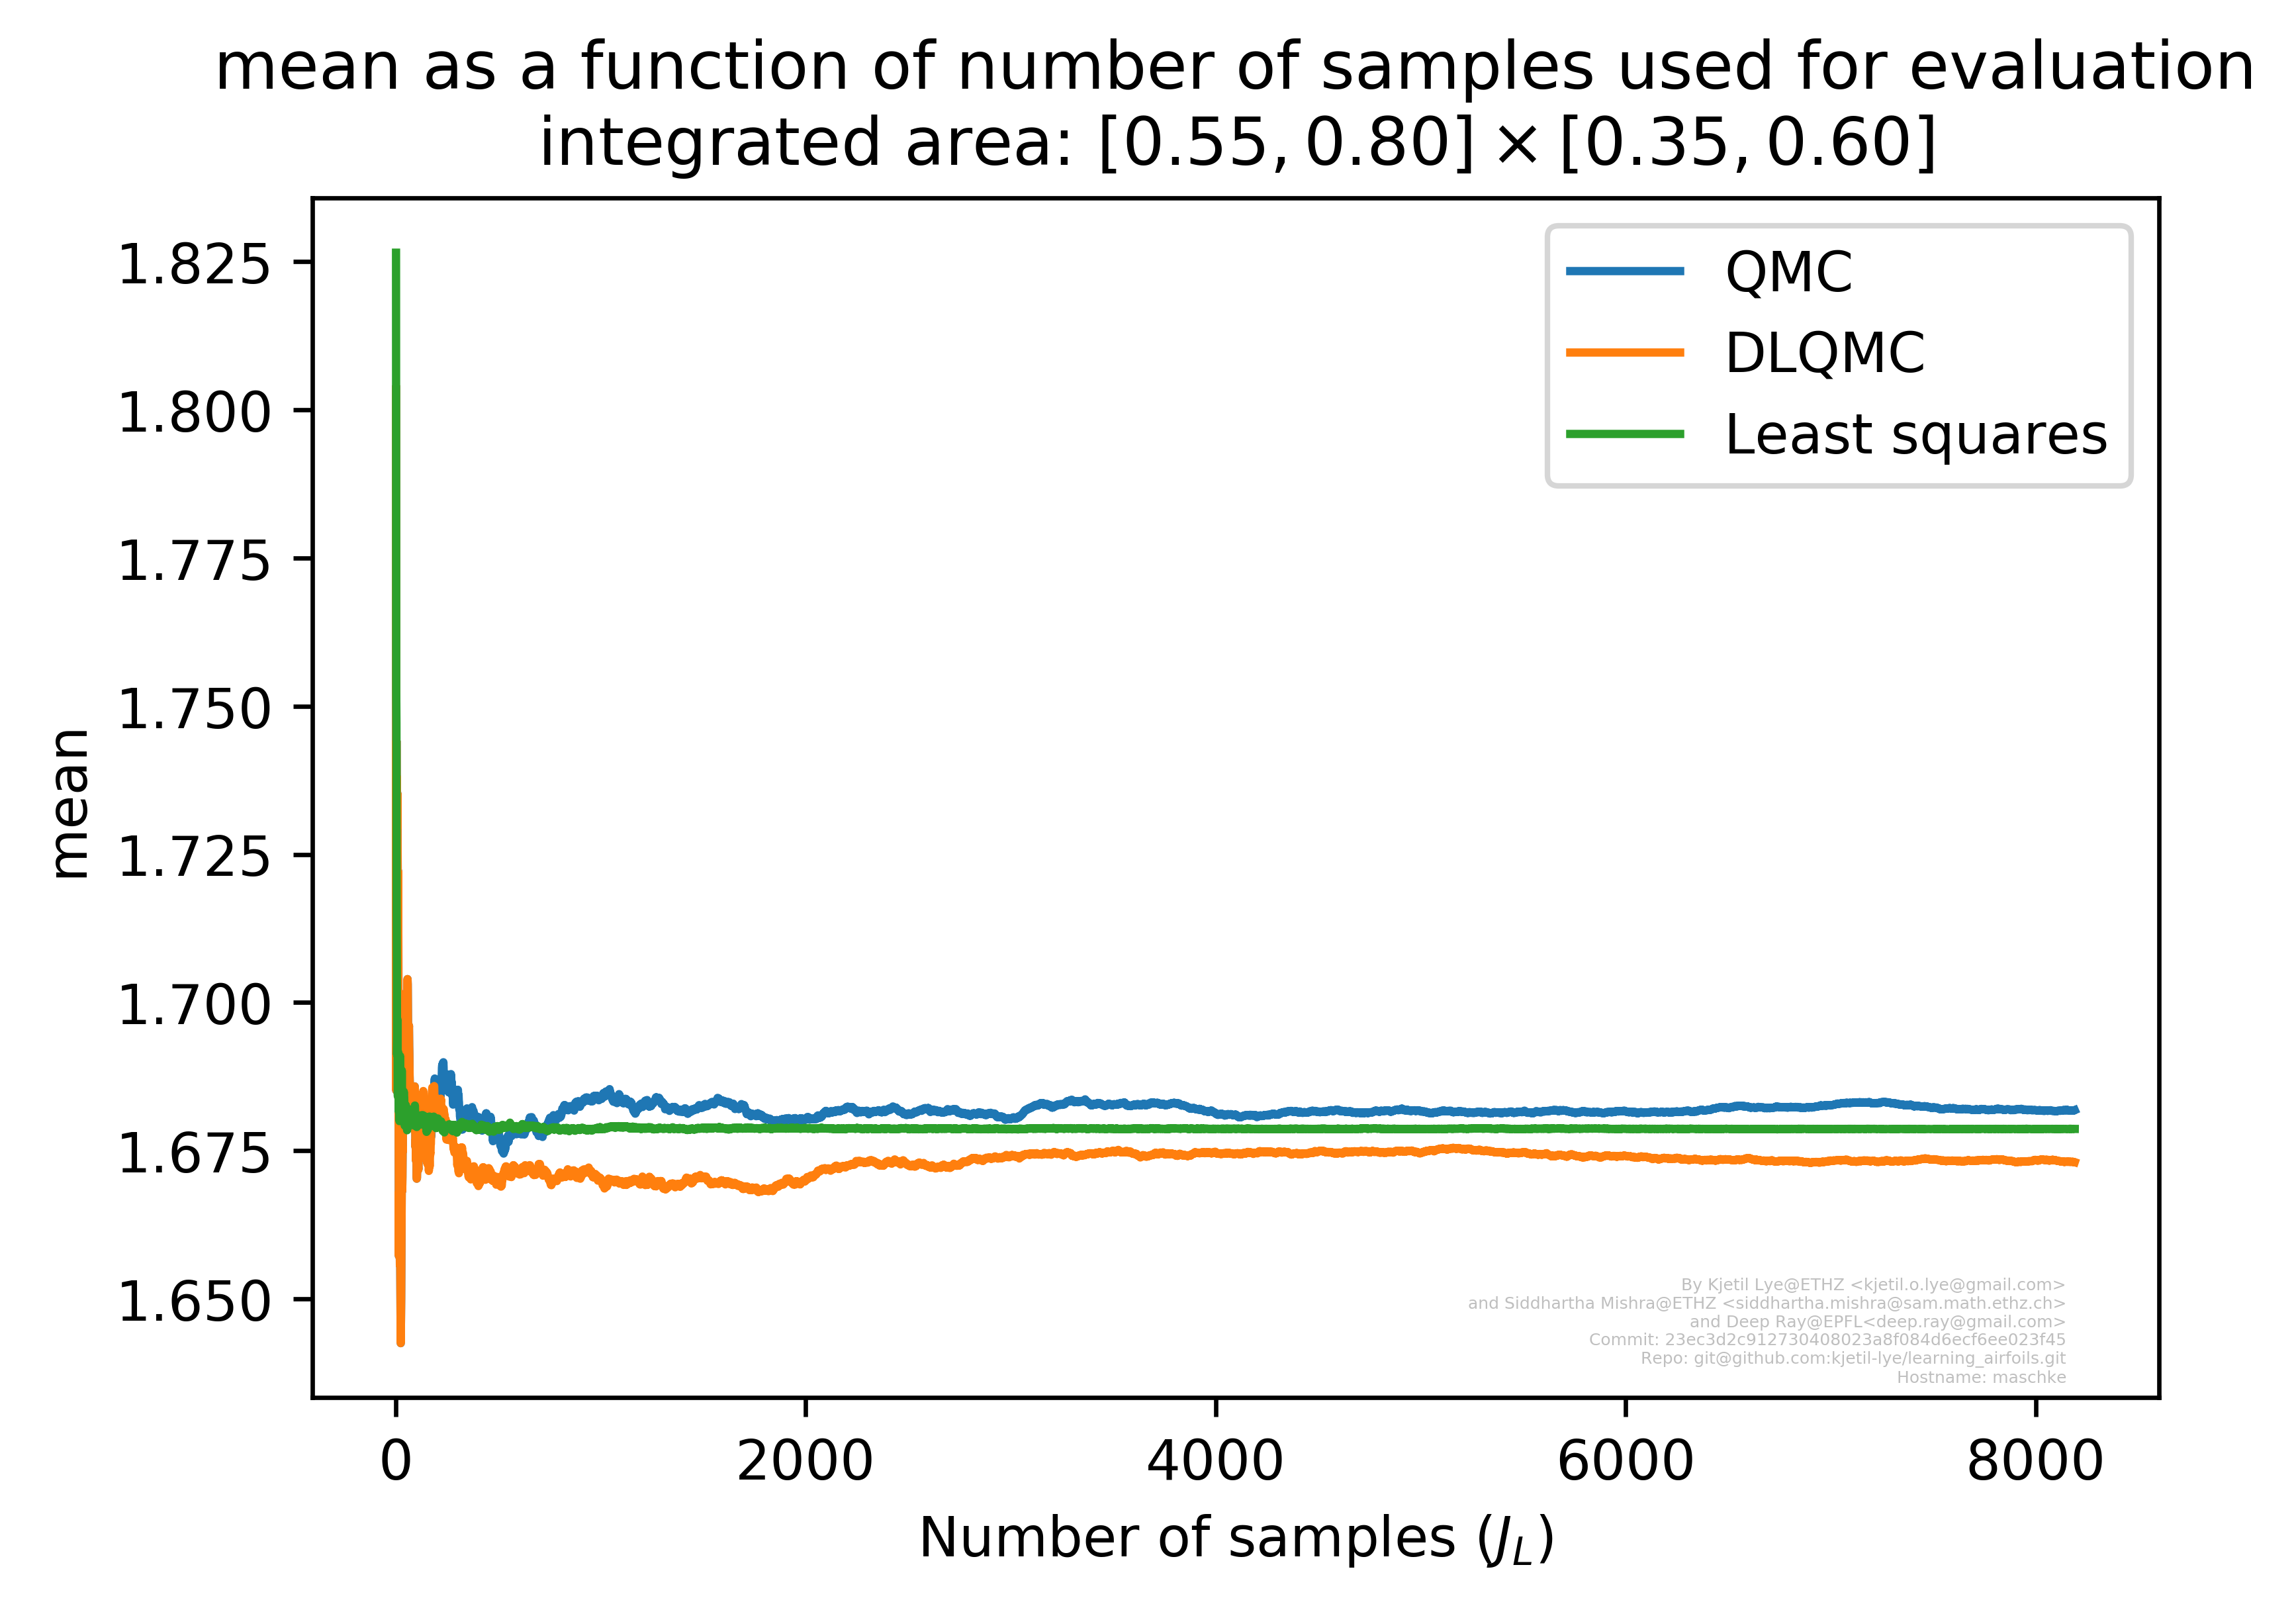 mean as a function of number of samples used for evaluation
integrated area: [0.55, 0.80] × [0.35, 0.60]
1.825
1.800
1.775
1.750
1.725
1.700
1.675
1.650
mean
QMC
DLQMC
Least squares
By Kjetil Lye@ETHZ <kjetil.o.lye@gmail.com>
and Siddhartha Mishra@ETHZ <siddhartha.mishra@sam.math.ethz.ch>
and Deep Ray@EPFL<deep.ray@gmail.com>
Commit: 23ec3d2c912730408023a8f084d6ecf6ee023f45
Repo: git@github.com:kjetil-lye/learning_airfoils.git
Hostname: maschke
0 2000 4000 6000 8000
Number of samples (J_L)